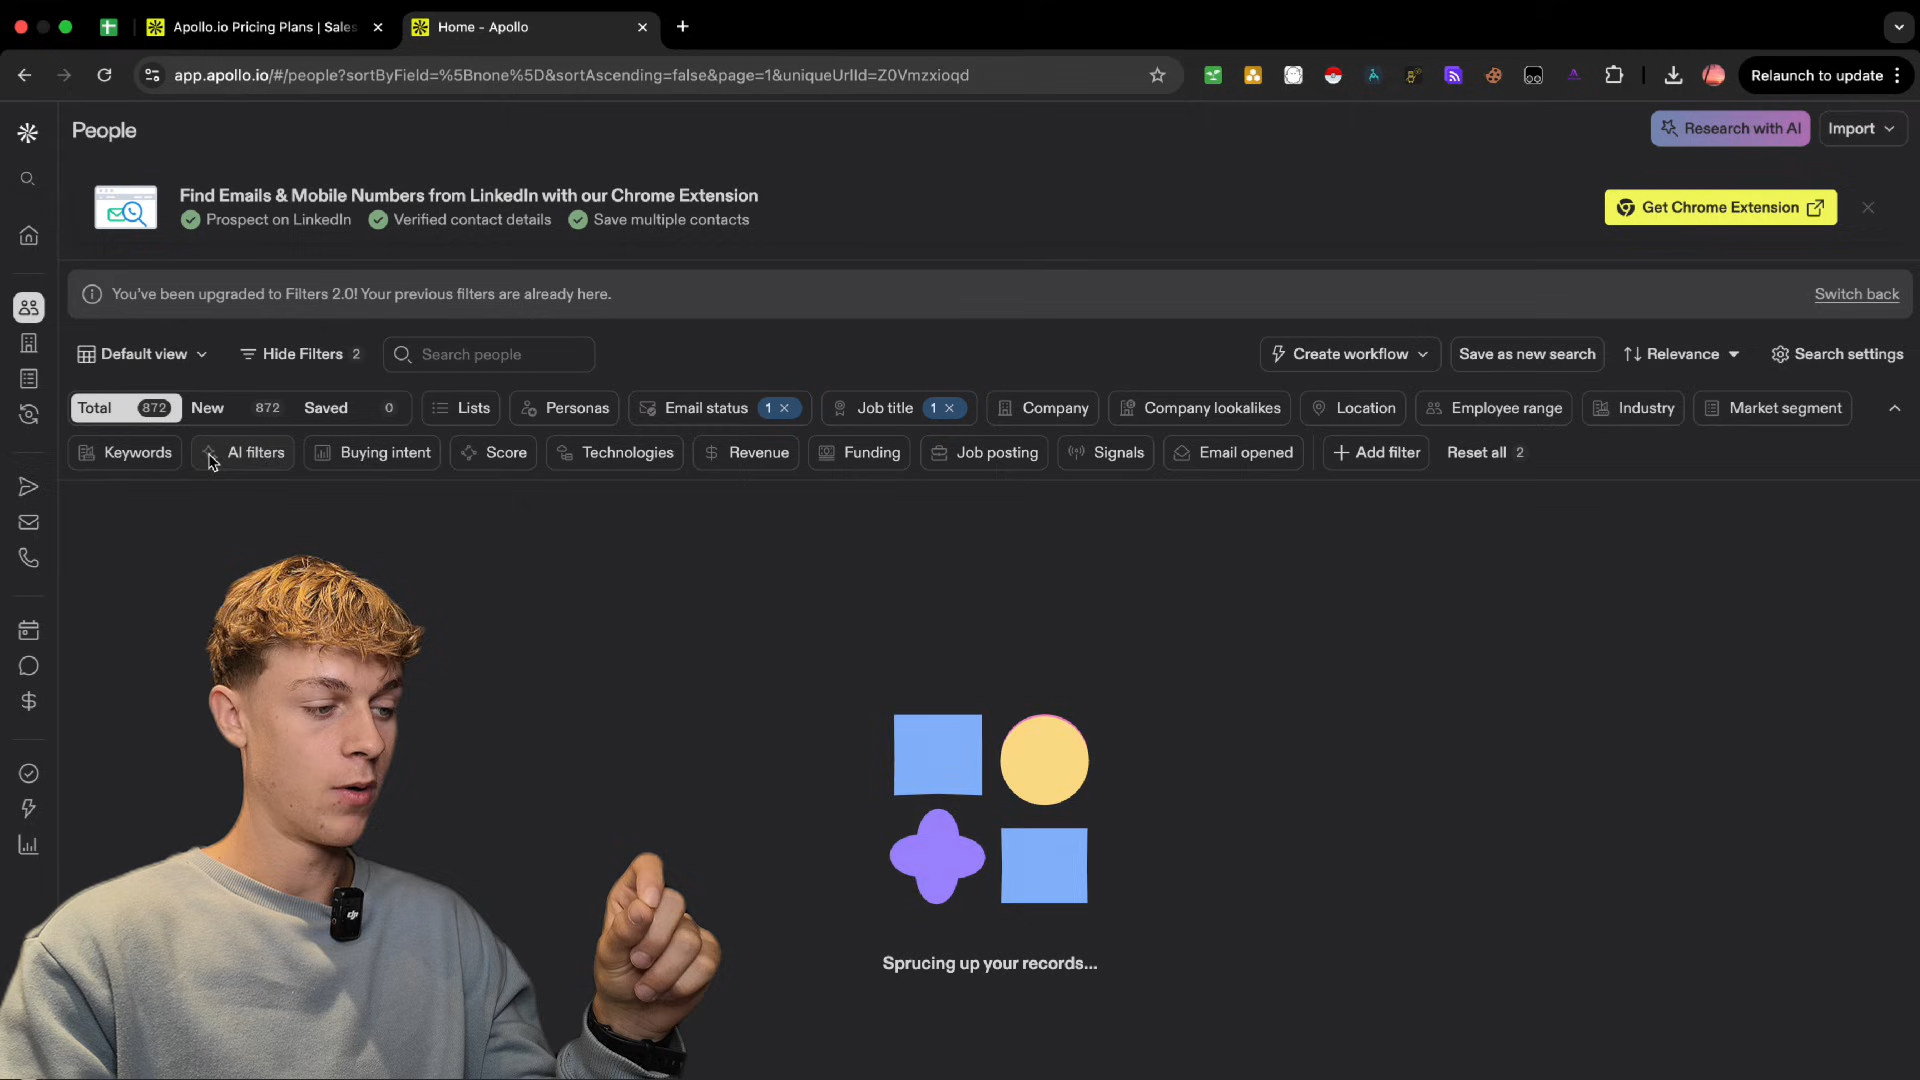 Apollo.io Pricing Plans | Sales
Home - Apollo
app.apollo.io/#/people?sortByField=%5Bnone%5D&sortAscending=false&page=1&uniqueUrlId=Z0Vmzxioqd
Relaunch to update
People
Research with AI
Import
Find Emails & Mobile Numbers from LinkedIn with our Chrome Extension
Prospect on LinkedIn
Verified contact details
Save multiple contacts
Get Chrome Extension
You've been upgraded to Filters 2.0! Your previous filters are already here.
Switch back
Default view
Hide Filters 2
Search people
Create workflow
Save as new search
Relevance
Search settings
Total 872
New 872
Saved 0
Lists
Personas
Email status 1
Job title 1
Company
Company lookalikes
Location
Employee range
Industry
Market segment
Keywords
AI filters
Buying intent
Score
Technologies
Revenue
Funding
Job posting
Signals
Email opened
Add filter
Reset all 2
dji
Sprucing up your records...